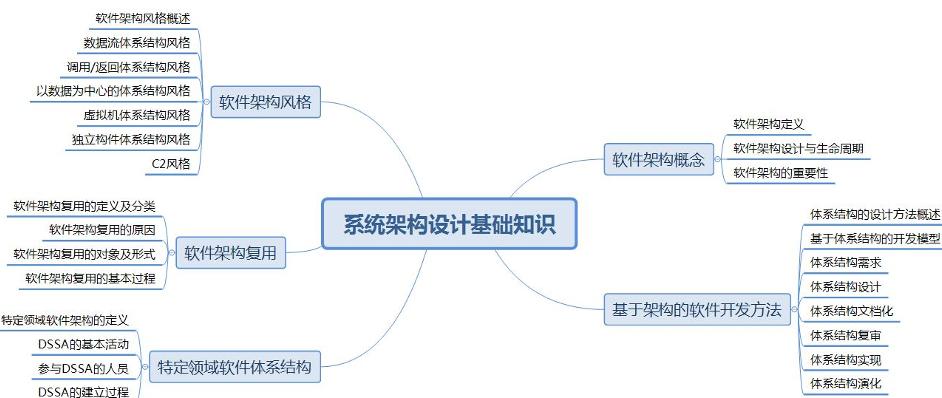 系统架构设计基础知识
软件架构概念
软件架构定义
软件架构设计与生命周期
软件架构的重要性
基于架构的软件开发方法
体系结构的设计方法概述
基于体系结构的开发模型
体系结构需求
体系结构设计
体系结构文档化
体系结构复审
体系结构实现
体系结构演化
软件架构风格
软件架构风格概述
数据流体系结构风格
调用/返回体系结构风格
以数据为中心的体系结构风格
虚拟机体系结构风格
独立构件体系结构风格
C2风格
软件架构复用
软件架构复用的定义及分类
软件架构复用的原因
软件架构复用的对象及形式
软件架构复用的基本过程
特定领域软件体系结构
特定领域软件架构的定义
DSSA的基本活动
参与DSSA的人员
DSSA的建立过程